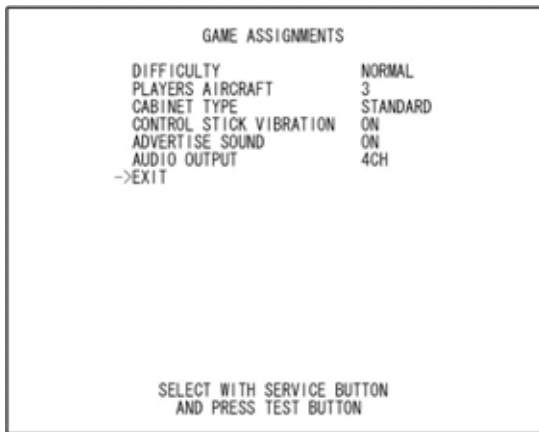 GAME ASSIGNMENTS
DIFFICULTY NORMAL
PLAYERS AIRCRAFT 3
CABINET TYPE STANDARD
CONTROL STICK VIBRATION ON
ADVERTISE SOUND ON
AUDIO OUTPUT 4CH
->EXIT
SELECT WITH SERVICE BUTTON
AND PRESS TEST BUTTON